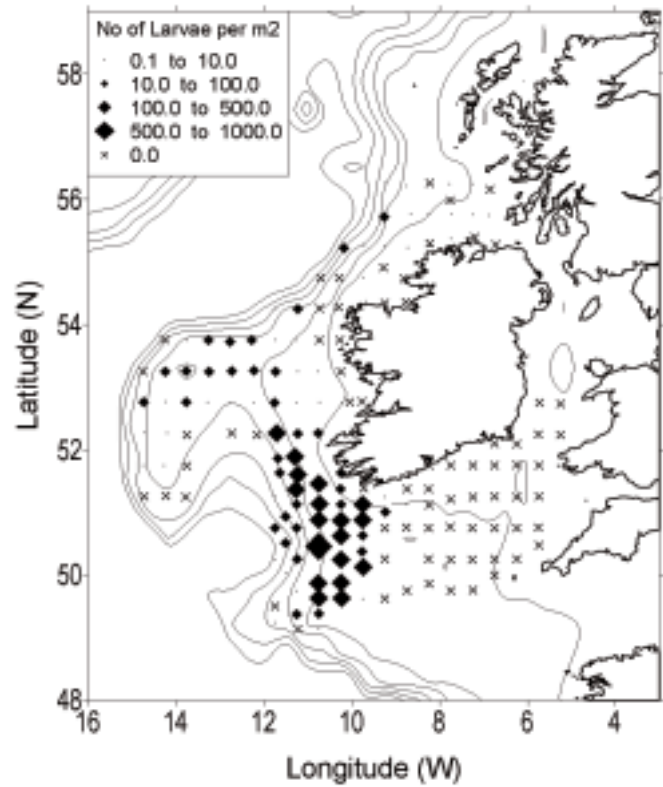 No of Larvae per m2
0.1 to 10.0
10.0 to 100.0
100.0 to 500.0
500.0 to 1000.0
0.0
58
56
54
52
50
48
Latitude (N)
16 14 12 10 8 6 4
Longitude (W)